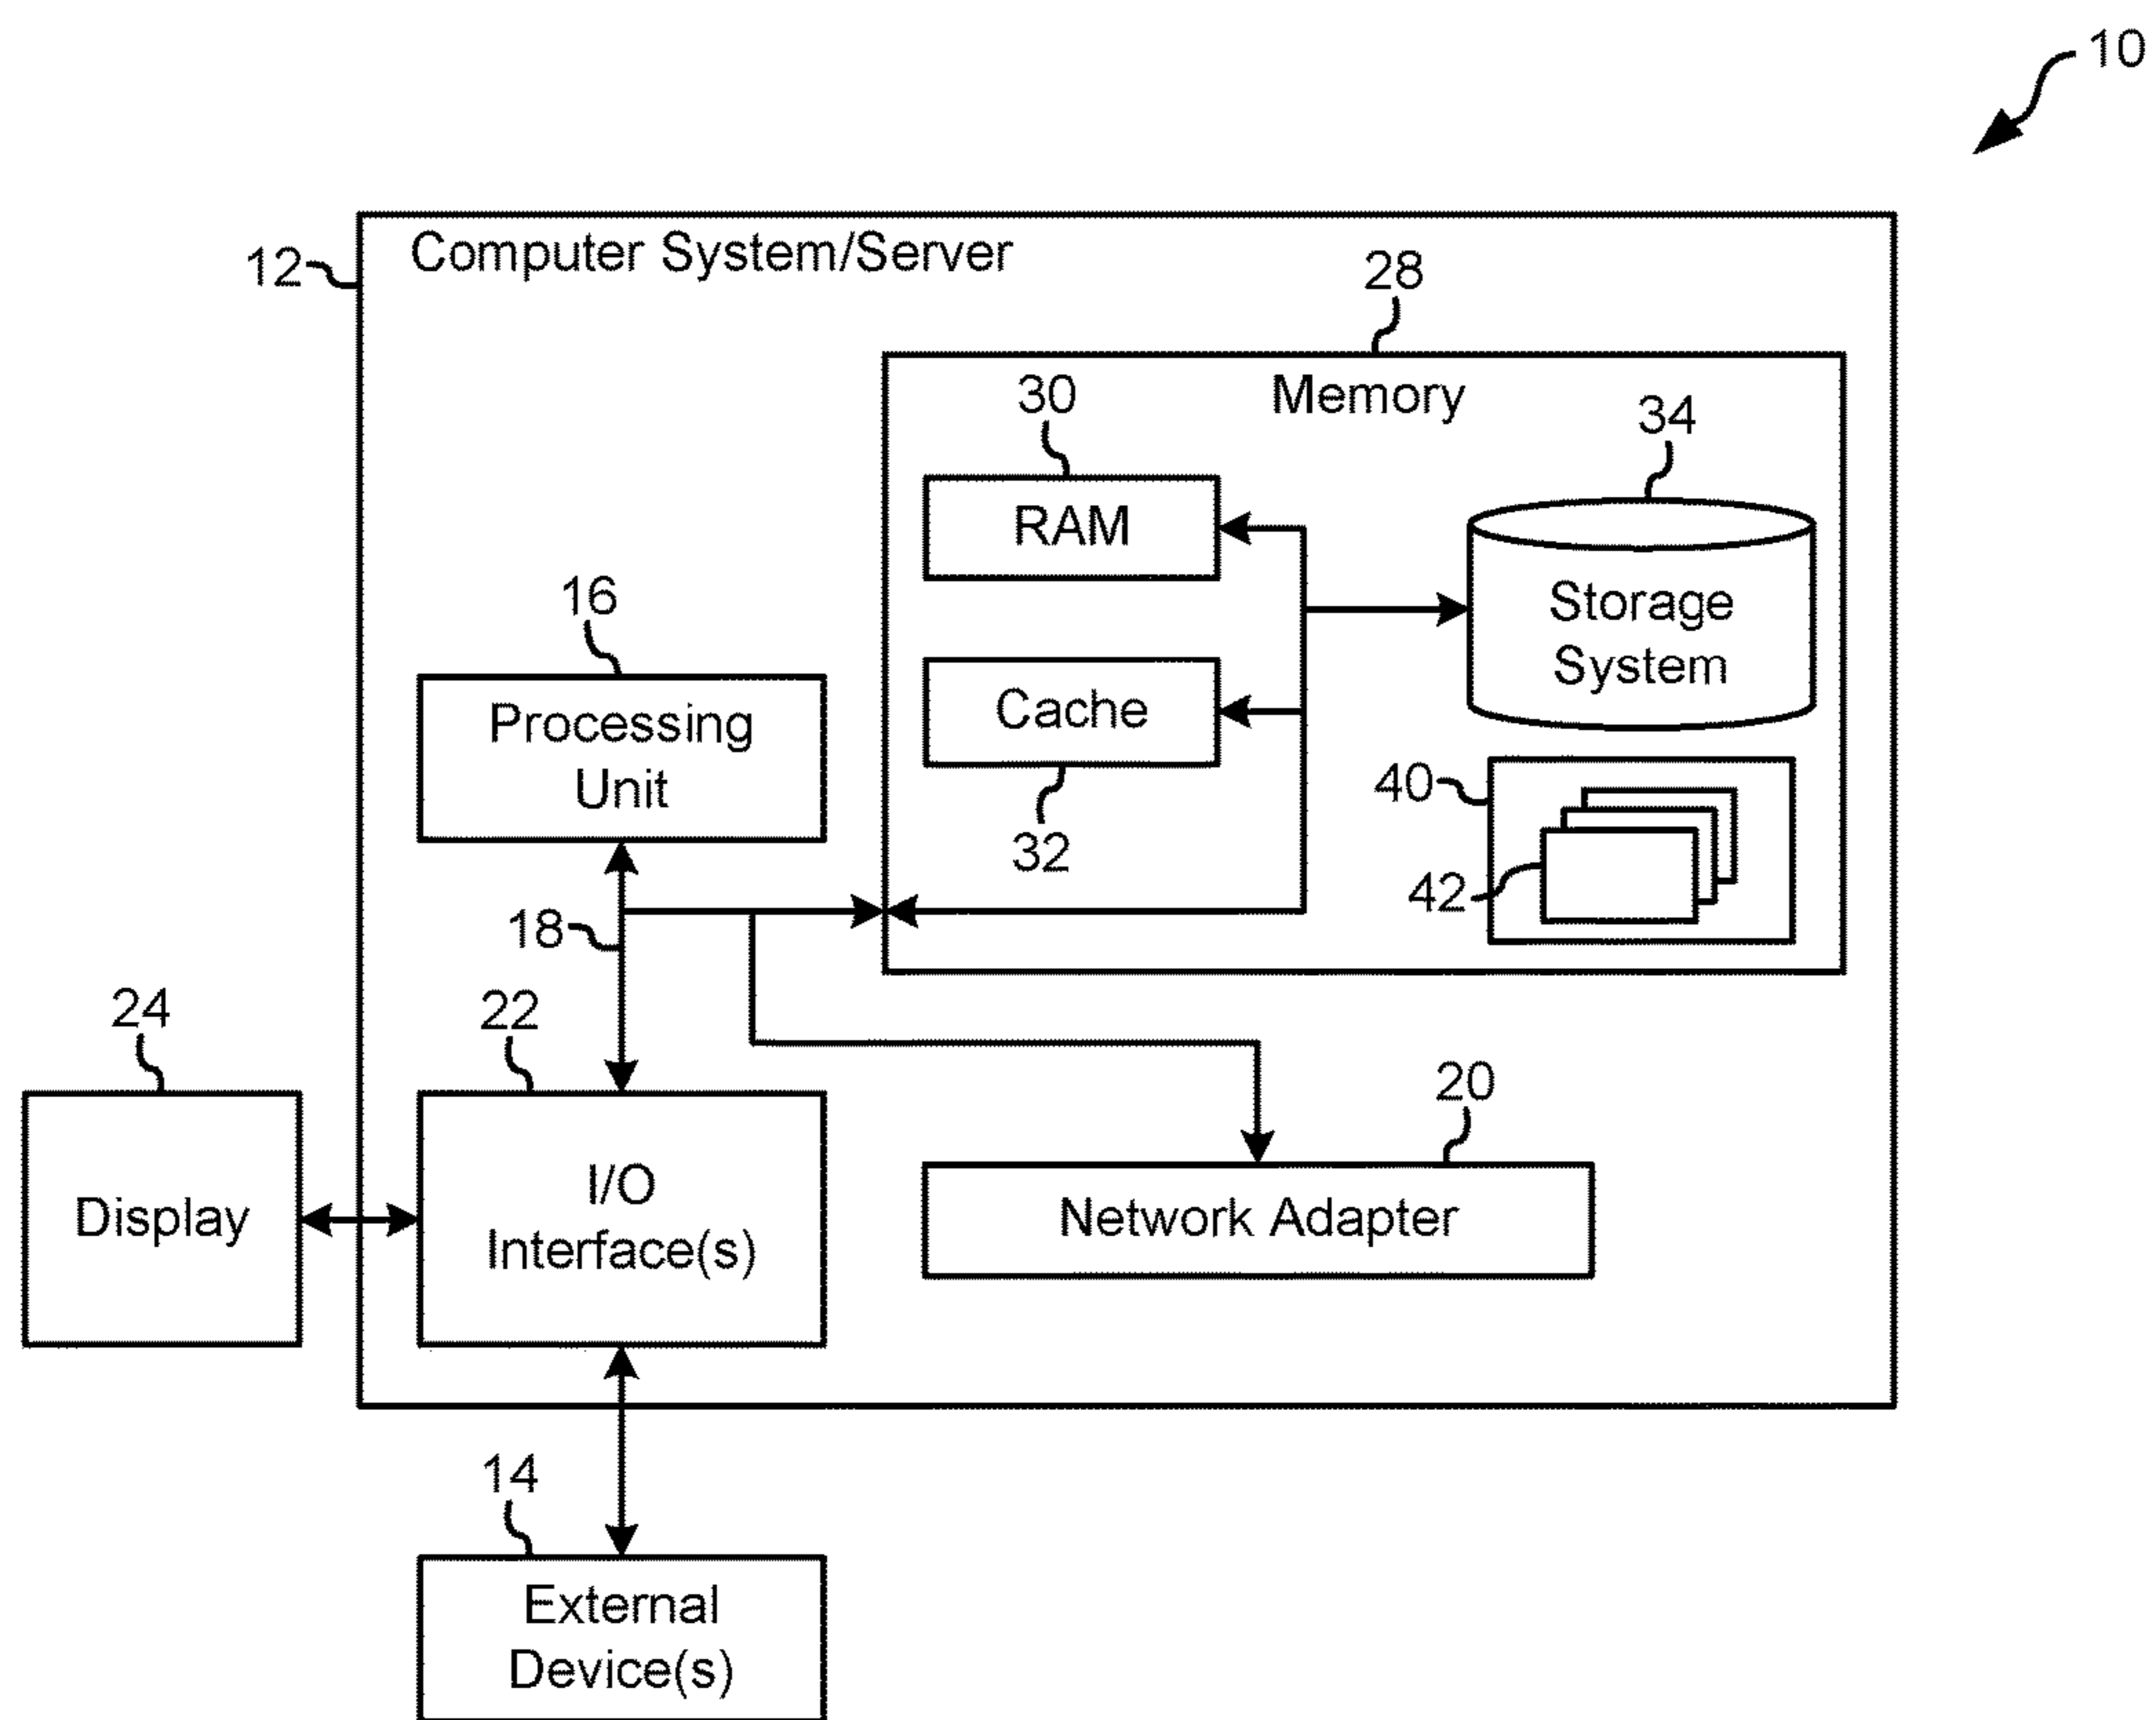 10
12
Computer System/Server
28
Memory
30
RAM
34
Storage
System
Cache
32
40
42
16
Processing
Unit
18
24
Display
22
I/O
Interface(s)
20
Network Adapter
14
External
Device(s)